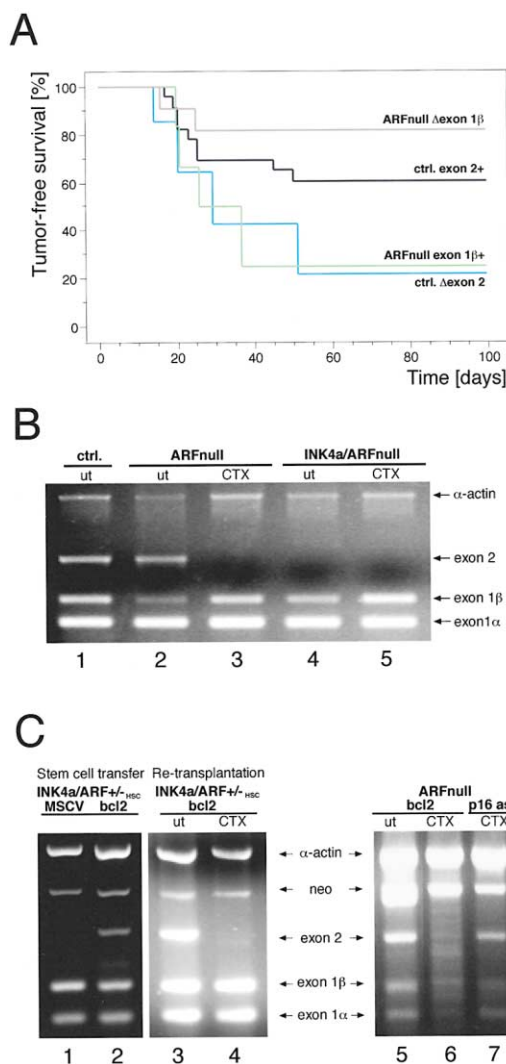 A
Tumor-free survival [%]
100
80
60
40
20
0
ARFnull Δexon 1β
ctrl. exon 2+
ARFnull exon 1β+
ctrl. Δexon 2
0 20 40 60 80 100
Time [days]
B
ctrl. ARFnull INK4a/ARFnull
ut ut CTX ut CTX
α-actin
exon 2
exon 1β
exon1α
1 2 3 4 5
C
Stem cell transfer
INK4a/ARF+/-HSC
MSCV bcl2
Re-transplantation
INK4a/ARF+/-HSC
bcl2
ut CTX
ARFnull
bcl2 p16 as
ut CTX CTX
α-actin
neo
exon 2
exon 1β
exon 1α
1 2 3 4 5 6 7